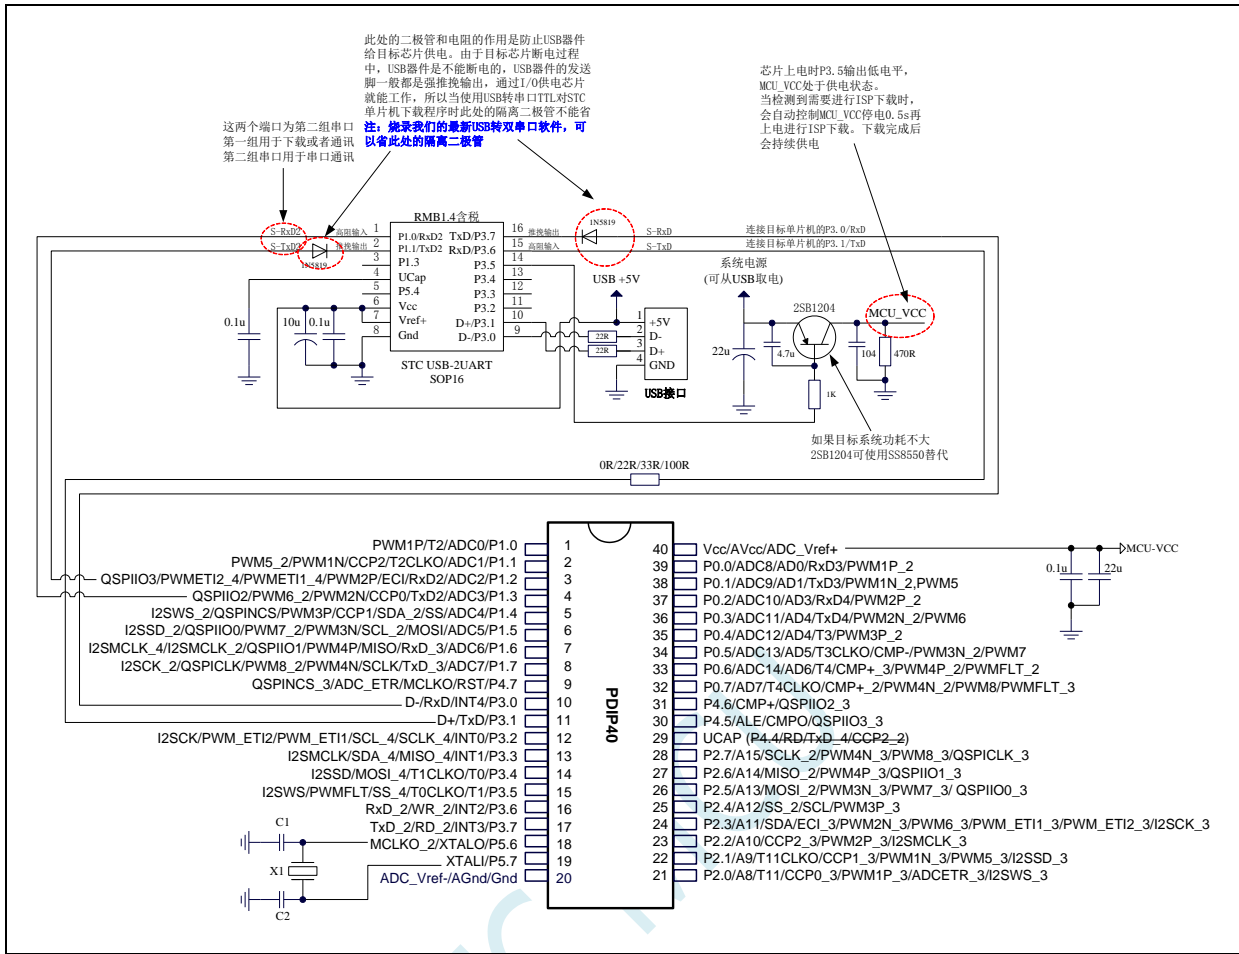 此处的二极管和电阻的作用是防止USB器件
给目标芯片供电。由于目标芯片断电过程
中，USB器件是不能断电的，USB器件的发送
脚一般都是强推挽输出，通过I/O供电芯片
就能工作，所以当使用USB转串口TTL对STC
单片机下载程序时此处的隔离二极管不能省
注：烧录我们的最新USB转双串口软件，可
以省此处的隔离二极管
芯片上电时P3.5输出低电平，
MCU_VCC处于供电状态。
当检测到需要进行ISP下载时，
会自动控制MCU_VCC停电0.5s再
上电进行ISP下载。下载完成后
会持续供电
这两个端口为第二组串口
第一组用于下载或者通讯
第二组串口用于串口通讯
RMB1.4含税
S-RxD2
高阻输入
1
P1.0/RxD2
TxD/P3.7
16
推挽输出
1N5819
S-RxD
连接目标单片机的P3.0/RxD
S-TxD2
推挽输出
1N5819
2
P1.1/TxD2
RxD/P3.6
15
高阻输入
S-TxD
连接目标单片机的P3.1/TxD
3
P1.3
P3.5
14
4
UCap
P3.4
13
5
P5.4
P3.3
12
6
Vcc
P3.2
11
7
Vref+
D+/P3.1
10
8
Gnd
D-/P3.0
9
STC USB-2UART
SOP16
0.1u
10u
0.1u
22R
22R
USB +5V
1
+5V
2
D-
3
D+
4
GND
USB接口
系统电源
(可从USB取电)
22u
4.7u
2SB1204
104
470R
MCU_VCC
1K
如果目标系统功耗不大
2SB1204可使用SS8550替代
0R/22R/33R/100R
PDIP40
PWM1P/T2/ADC0/P1.0
1
PWM5_2/PWM1N/CCP2/T2CLKO/ADC1/P1.1
2
QSPIIO3/PWMETI2_4/PWMETI1_4/PWM2P/ECI/RxD2/ADC2/P1.2
3
QSPIIO2/PWM6_2/PWM2N/CCP0/TxD2/ADC3/P1.3
4
I2SWS_2/QSPINCS/PWM3P/CCP1/SDA_2/SS/ADC4/P1.4
5
I2SSD_2/QSPIIO0/PWM7_2/PWM3N/SCL_2/MOSI/ADC5/P1.5
6
I2SMCLK_4/I2SMCLK_2/QSPIIO1/PWM4P/MISO/RxD_3/ADC6/P1.6
7
I2SCK_2/QSPICLK/PWM8_2/PWM4N/SCLK/TxD_3/ADC7/P1.7
8
QSPINCS_3/ADC_ETR/MCLKO/RST/P4.7
9
D-/RxD/INT4/P3.0
10
D+/TxD/P3.1
11
I2SCK/PWM_ETI2/PWM_ETI1/SCL_4/SCLK_4/INT0/P3.2
12
I2SMCLK/SDA_4/MISO_4/INT1/P3.3
13
I2SSD/MOSI_4/T1CLKO/T0/P3.4
14
I2SWS/PWMFLT/SS_4/T0CLKO/T1/P3.5
15
RxD_2/WR_2/INT2/P3.6
16
TxD_2/RD_2/INT3/P3.7
17
MCLKO_2/XTALO/P5.6
18
XTALI/P5.7
19
ADC_Vref-/AGnd/Gnd
20
C1
X1
C2
40
Vcc/AVcc/ADC_Vref+
MCU-VCC
0.1u
22u
39
P0.0/ADC8/AD0/RxD3/PWM1P_2
38
P0.1/ADC9/AD1/TxD3/PWM1N_2,PWM5
37
P0.2/ADC10/AD3/RxD4/PWM2P_2
36
P0.3/ADC11/AD4/TxD4/PWM2N_2/PWM6
35
P0.4/ADC12/AD4/T3/PWM3P_2
34
P0.5/ADC13/AD5/T3CLKO/CMP-/PWM3N_2/PWM7
33
P0.6/ADC14/AD6/T4/CMP+_3/PWM4P_2/PWMFLT_2
32
P0.7/AD7/T4CLKO/CMP+_2/PWM4N_2/PWM8/PWMFLT_3
31
P4.6/CMP+/QSPIIO2_3
30
P4.5/ALE/CMPO/QSPIIO3_3
29
UCAP (P4.4/RD/TxD_4/CCP2_2)
28
P2.7/A15/SCLK_2/PWM4N_3/PWM8_3/QSPICLK_3
27
P2.6/A14/MISO_2/PWM4P_3/QSPIIO1_3
26
P2.5/A13/MOSI_2/PWM3N_3/PWM7_3/ QSPIIO0_3
25
P2.4/A12/SS_2/SCL/PWM3P_3
24
P2.3/A11/SDA/ECI_3/PWM2N_3/PWM6_3/PWM_ETI1_3/PWM_ETI2_3/I2SCK_3
23
P2.2/A10/CCP2_3/PWM2P_3/I2SMCLK_3
22
P2.1/A9/T11CLKO/CCP1_3/PWM1N_3/PWM5_3/I2SSD_3
21
P2.0/A8/T11/CCP0_3/PWM1P_3/ADCETR_3/I2SWS_3